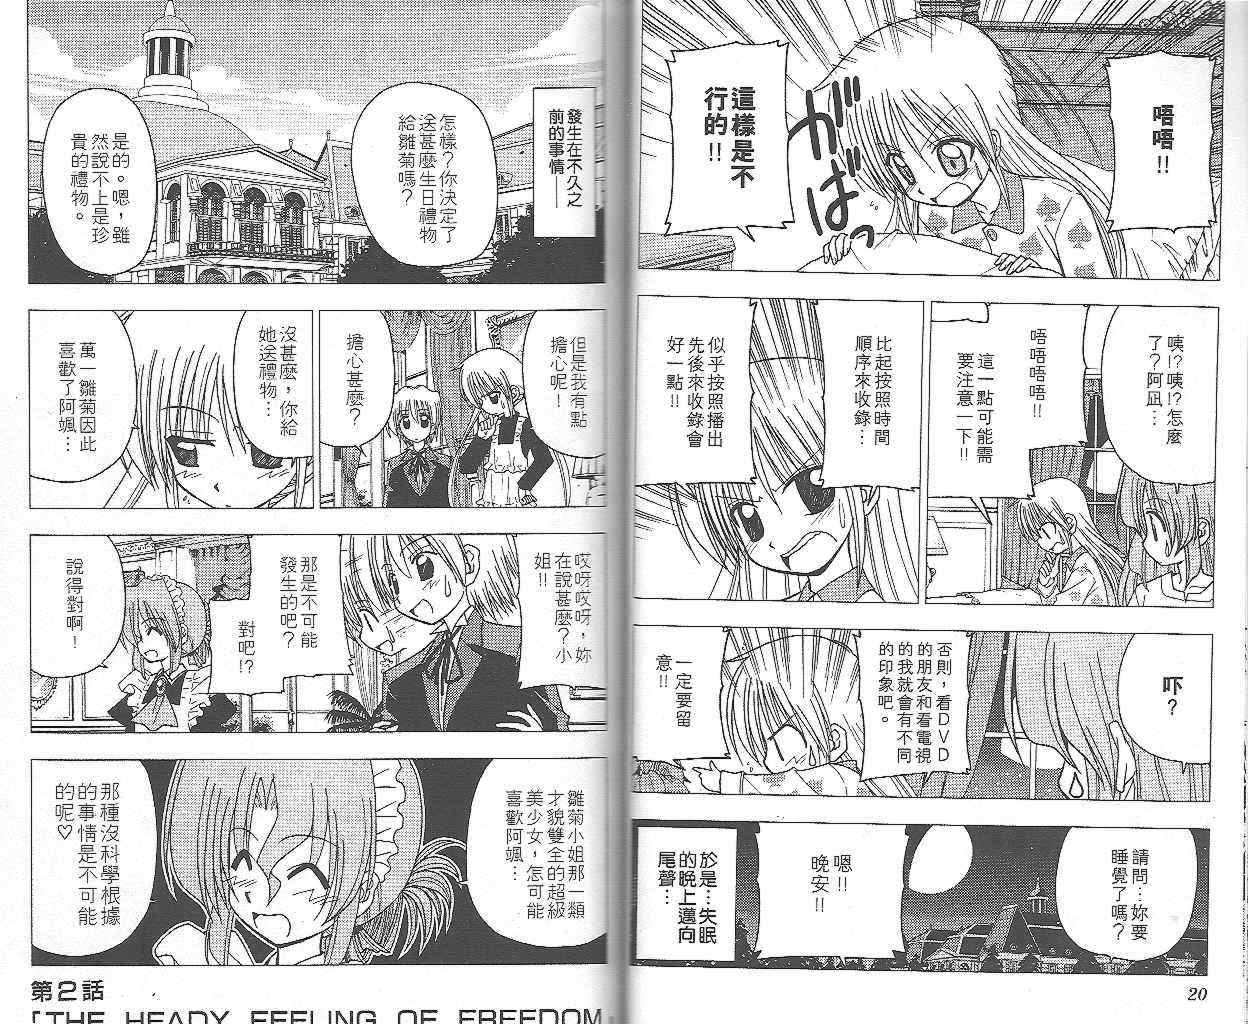 唔唔!!
這樣是不
行的!!
がばっ
咦!?咦!?怎麼
了?阿凪…
唔唔唔唔!!
這一點可能需
要注意一下!!
比起按照時間
順序來收錄…
似乎按照播出
先後來收錄會
好一點!!
吓?
否則,看DVD
的朋友和看電視
的我就會有不同
的印象吧。
一定要留
意!!
請問…妳要
睡覺了嗎?
嗯!!
晚安!!
於是…失眠
的晚上邁向
尾聲…
20
發生在不久之
前的事情──
怎樣?你決定了
送甚麼生日禮物
給雛菊嗎?
是的。嗯,雖
然說不上是珍
貴的禮物。
但是我有點
擔心呢!
擔心甚麼?
沒甚麼,你給
她送禮物…
萬一雛菊因此
喜歡了阿颯…
哎呀哎呀,妳
在說甚麼?小
姐!!
那是不可能
發生的吧?
對吧!?
說得對啊!
雛菊小姐那一類
才貌雙全的超級
美少女,怎可能
喜歡阿颯…
那種沒科學根據
的事情是不可能
的呢♡
第2話
「THE HEADY FEELING OF FREEDOM